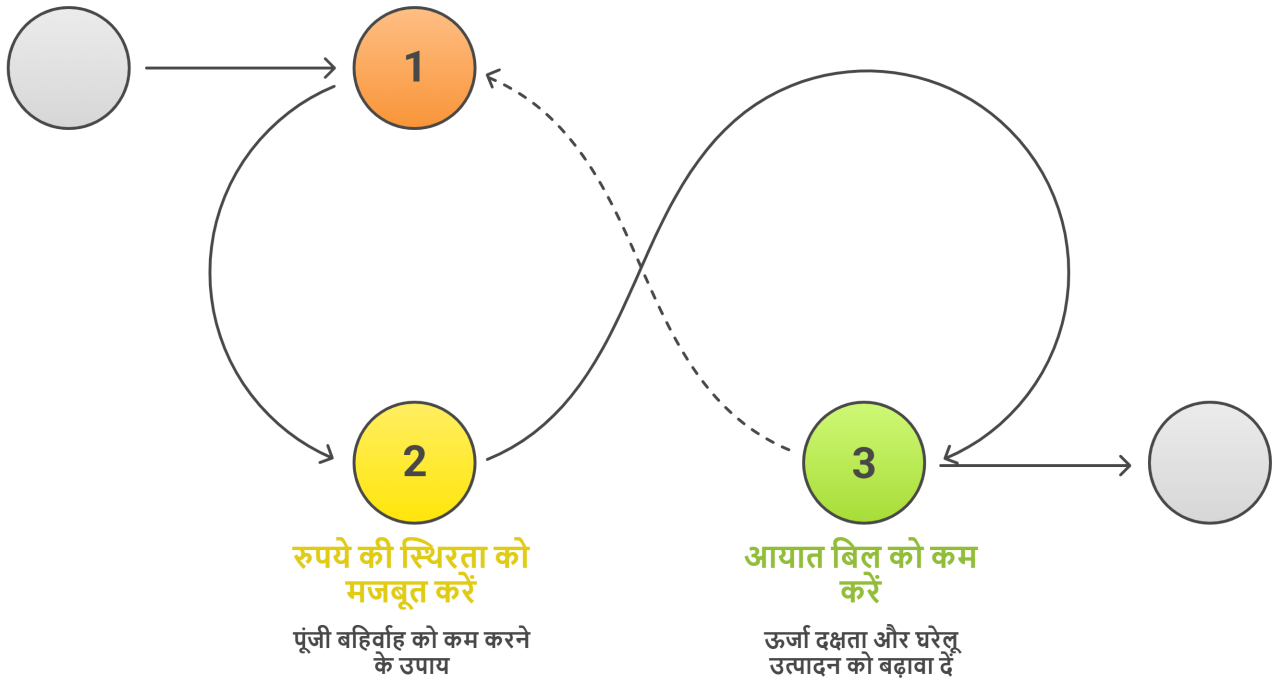 1
2
3
रुपये की स्थिरता को
मजबूत करें
पूंजी बहिर्वाह को कम करने
के उपाय
आयात बिल को कम
करें
ऊर्जा दक्षता और घरेलू
उत्पादन को बढ़ावा दें